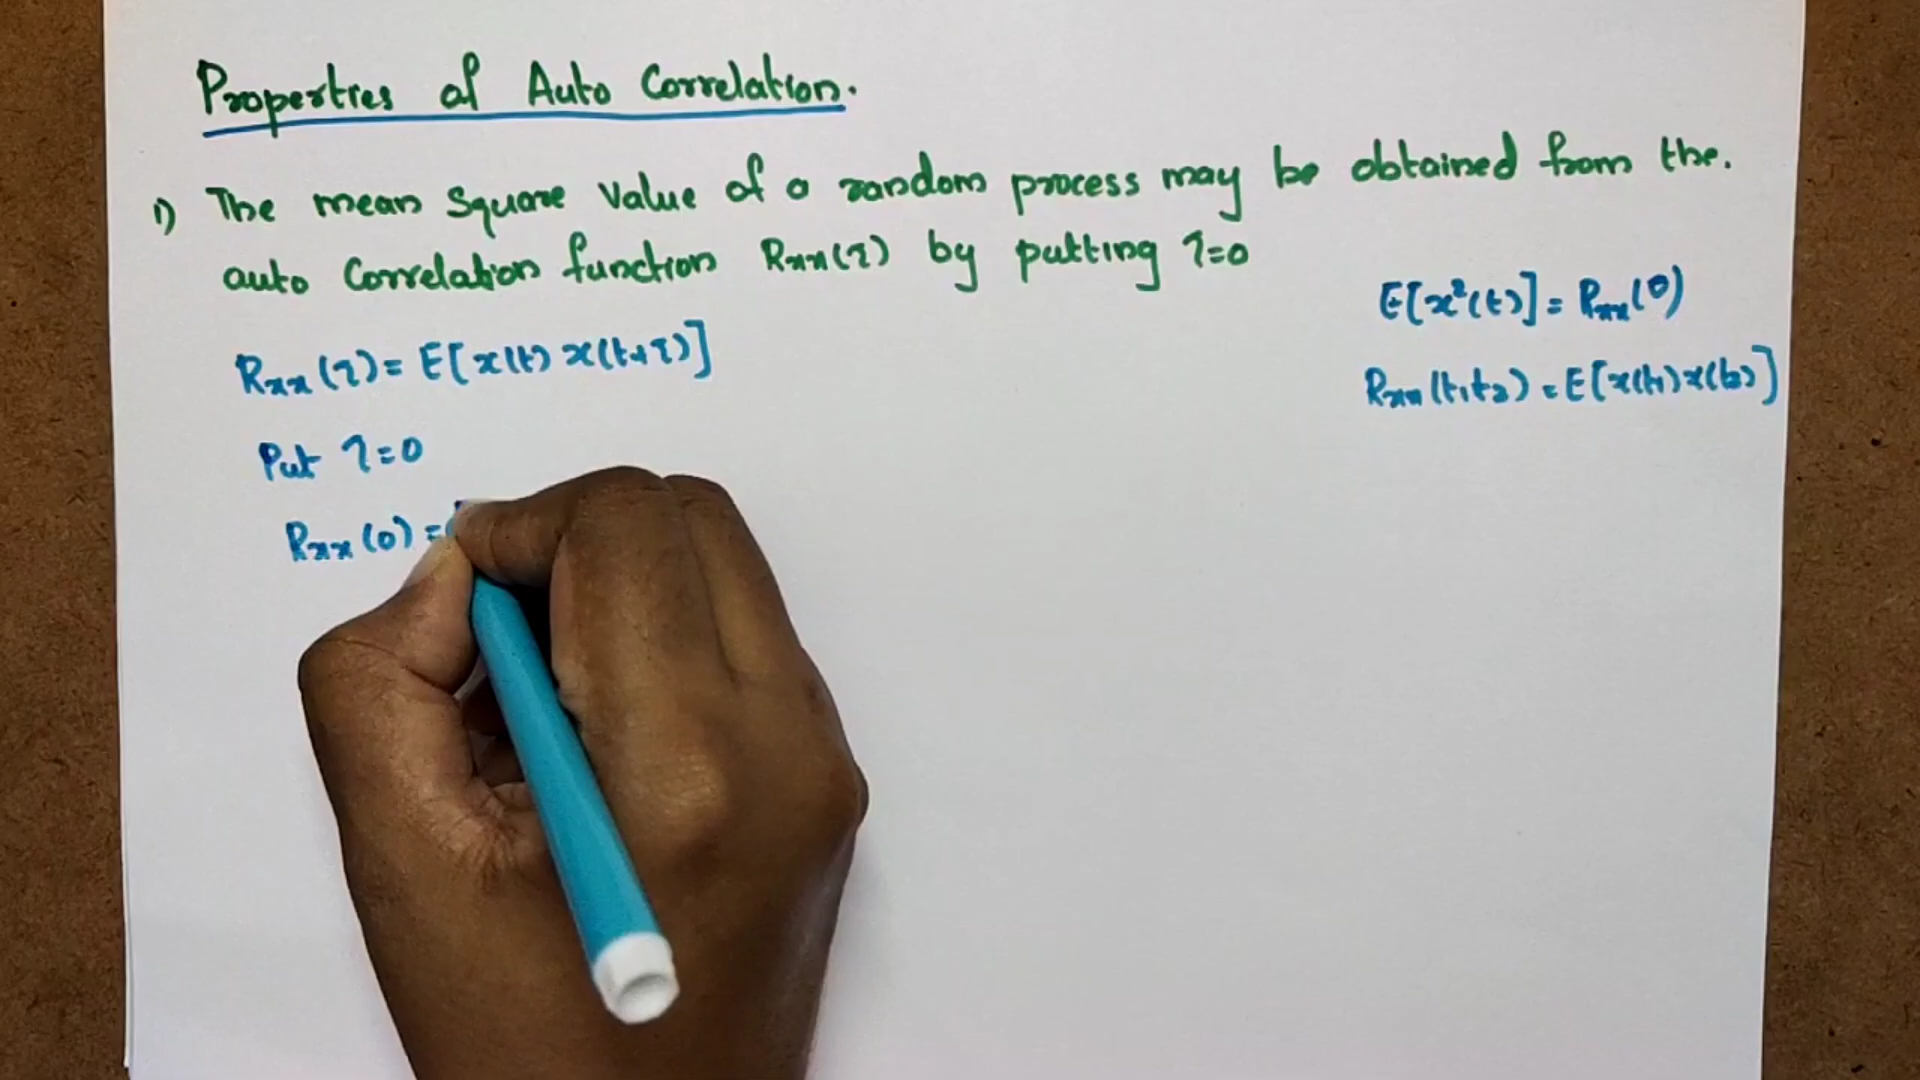 Properties of Auto Correlation.
1) The mean Square Value of a random process may be obtained from the.
auto Correlation function Rxx(τ) by putting τ=0
E[x²(t)] = Rxx(0)
Rxx(τ) = E[x(t) x(t+τ)]
Rxx(t1,t2) = E[x(t1)x(t2)]
Put τ=0
Rxx(0) =